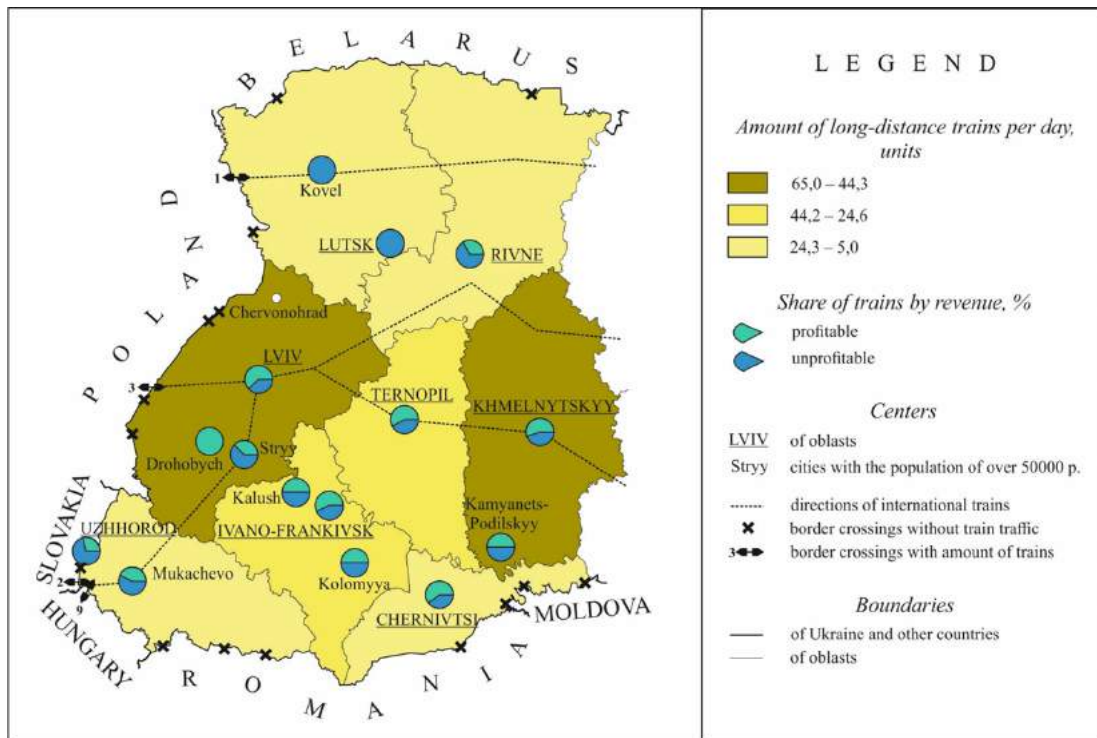 BELARUS
POLAND
SLOVAKIA
HUNGARY
ROMANIA
MOLDOVA
1
Kovel
LUTSK
RIVNE
Chervonohrad
LVIV
3
TERNOPIL
KHMELNYTSKYY
Drohobych
Stryy
Kalush
Kamyanets-
Podilskyy
UZHHOROD
IVANO-FRANKIVSK
Mukachevo
Kolomyya
2
9
CHERNIVTSI
LEGEND
Amount of long-distance trains per day,
units
65,0 – 44,3
44,2 – 24,6
24,3 – 5,0
Share of trains by revenue, %
profitable
unprofitable
Centers
LVIV of oblasts
Stryy cities with the population of over 50000 p.
directions of international trains
border crossings without train traffic
3 border crossings with amount of trains
Boundaries
of Ukraine and other countries
of oblasts